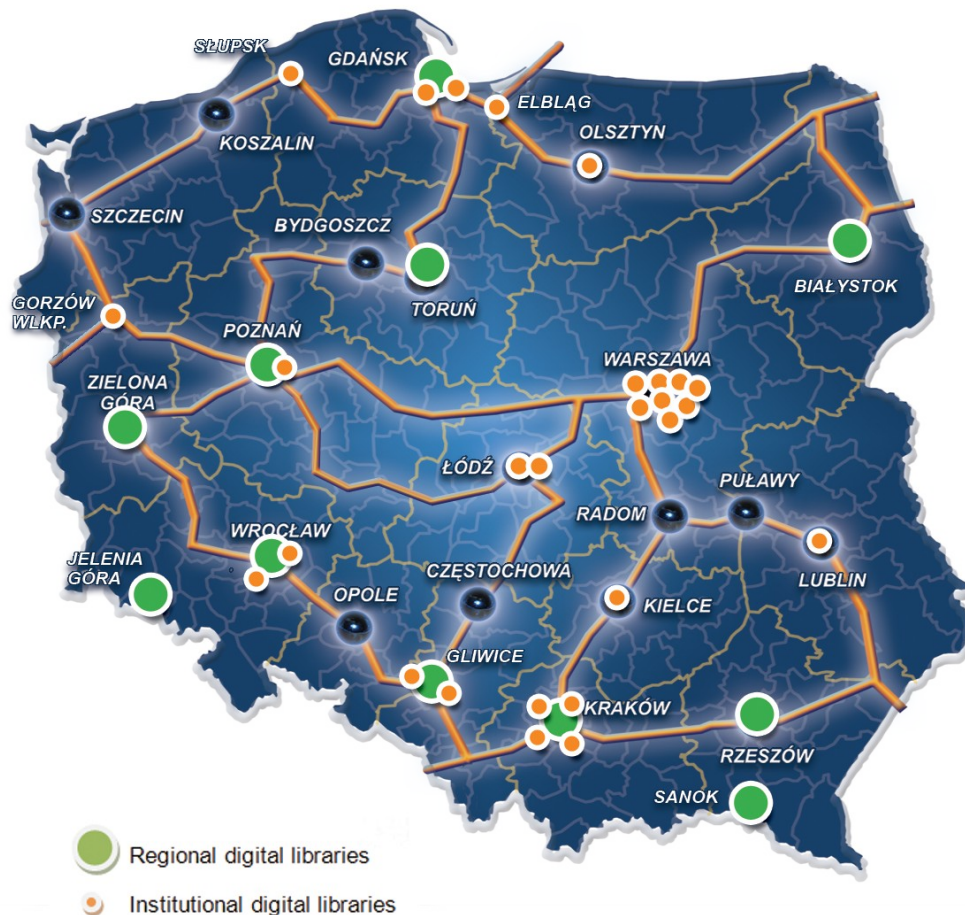 SŁUPSK
GDAŃSK
ELBLĄG
KOSZALIN
OLSZTYN
SZCZECIN
BYDGOSZCZ
BIAŁYSTOK
GORZÓW
WLKP.
TORUŃ
POZNAŃ
WARSZAWA
ZIELONA
GÓRA
ŁÓDŹ
PUŁAWY
RADOM
WROCŁAW
JELENIA
GÓRA
CZĘSTOCHOWA
LUBLIN
OPOLE
KIELCE
GLIWICE
KRAKÓW
RZESZÓW
SANOK
Regional digital libraries
Institutional digital libraries